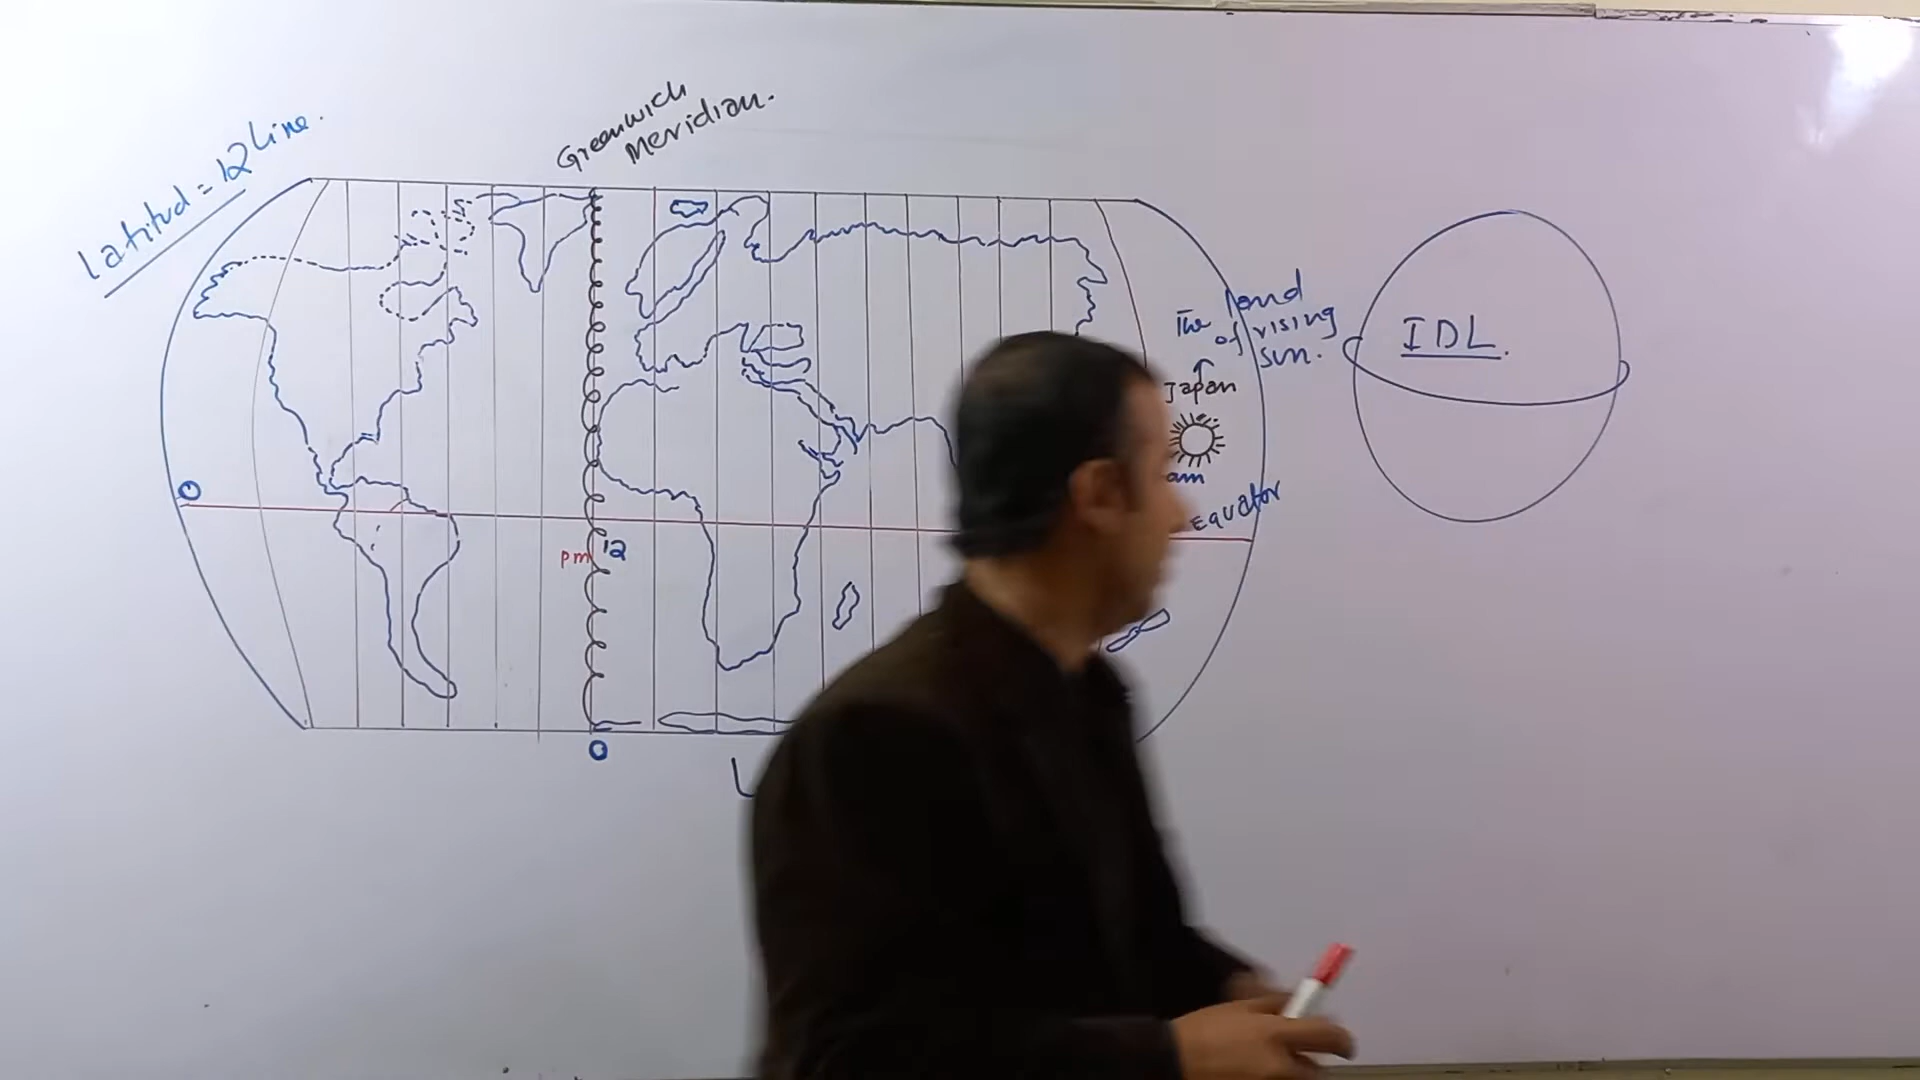 Latitud = 12 Line.
Greenwich
Meridian.
The land
of rising
sun.
Japan
am
Equator
0
pm 12
0
IDL.